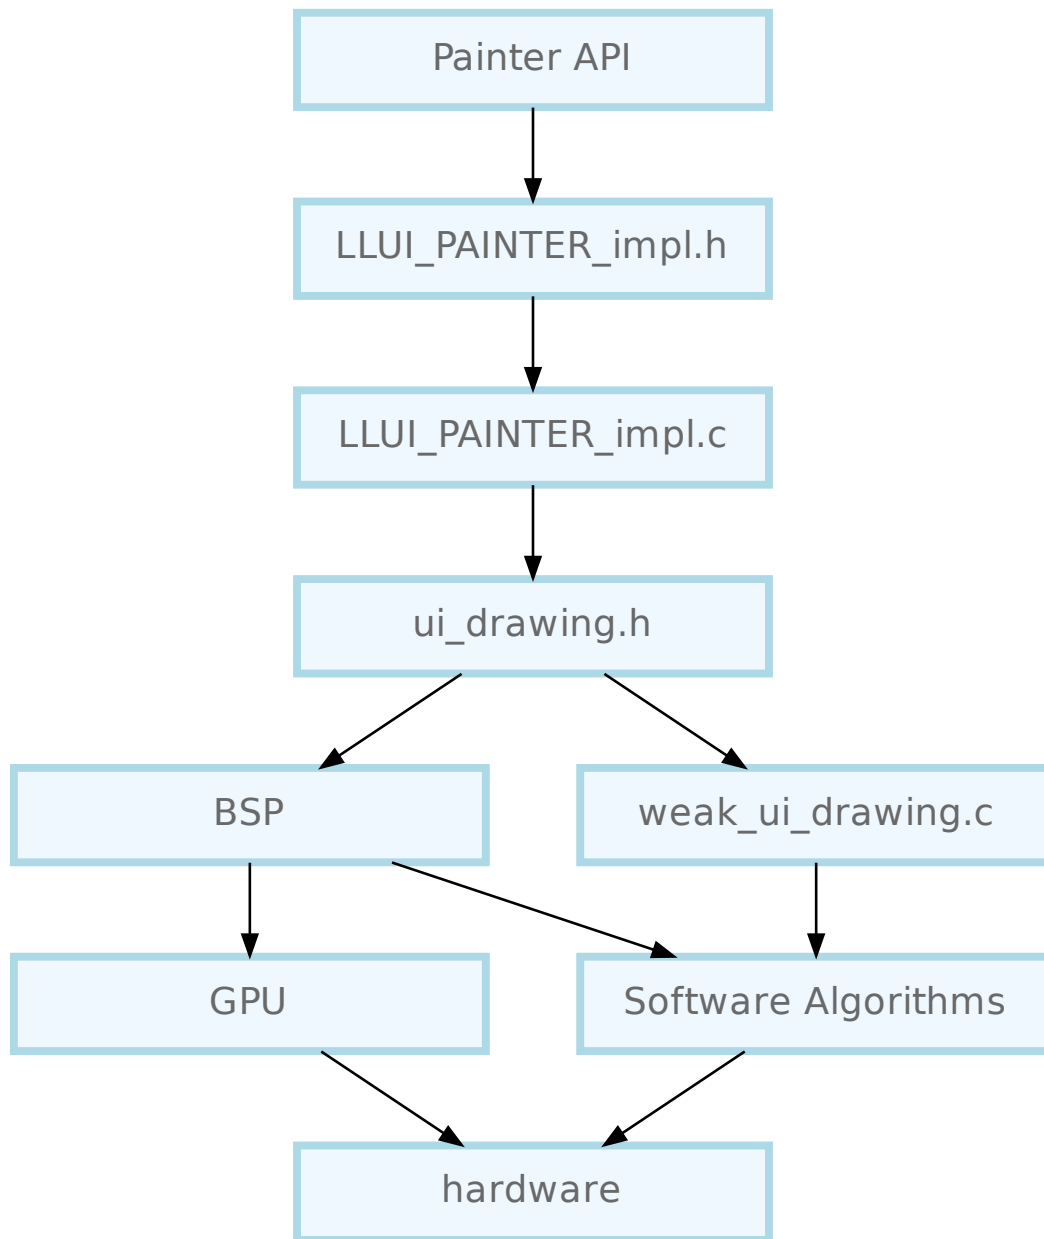 Painter API
LLUI_PAINTER_impl.h
LLUI_PAINTER_impl.c
ui_drawing.h
BSP
weak_ui_drawing.c
GPU
Software Algorithms
hardware